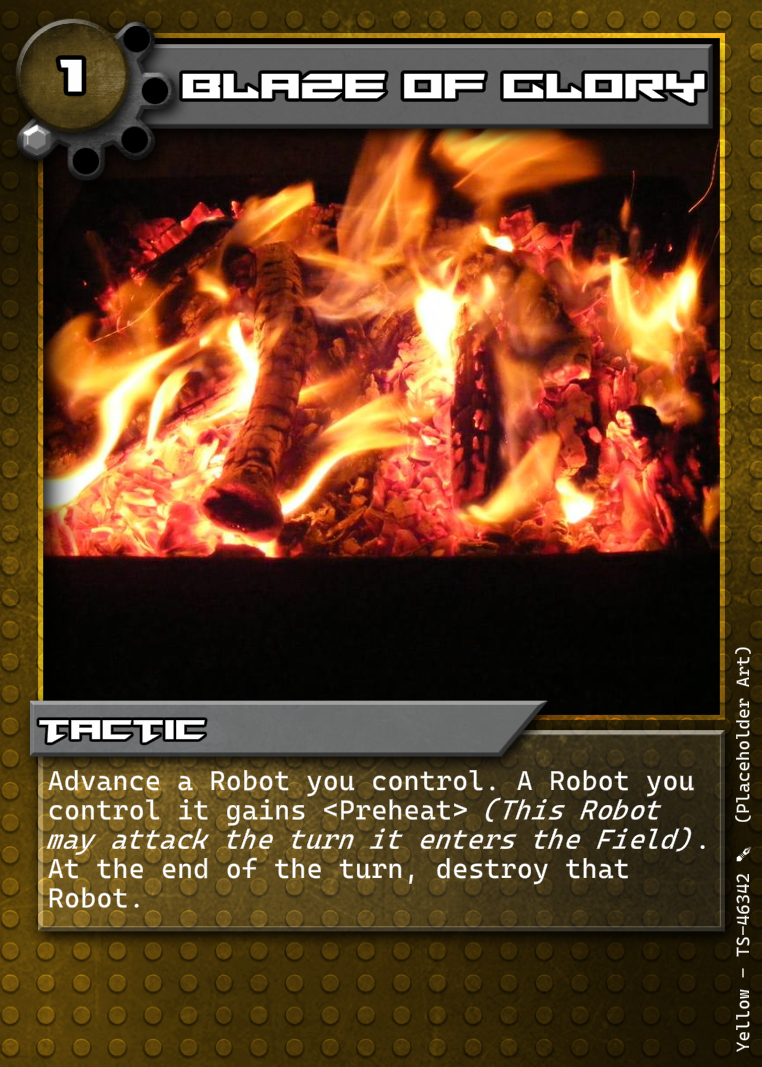 1
BLAZE OF GLORY
TACTIC
Advance a Robot you control. A Robot you
control it gains <Preheat> (This Robot
may attack the turn it enters the Field).
At the end of the turn, destroy that
Robot.
Yellow – TS-46342 ✒ (Placeholder Art)